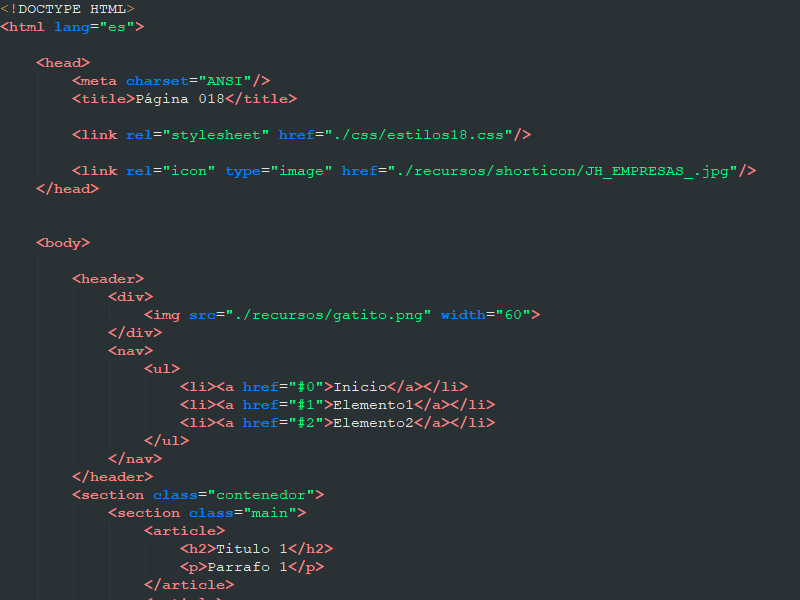 <!DOCTYPE HTML>
<html lang="es">
<head>
<meta charset="ANSI"/>
<title>Página 018</title>
<link rel="stylesheet" href="./css/estilos18.css"/>
<link rel="icon" type="image" href="./recursos/shorticon/JH_EMPRESAS_.jpg"/>
</head>
<body>
<header>
<div>
<img src="./recursos/gatito.png" width="60">
</div>
<nav>
<ul>
<li><a href="#0">Inicio</a></li>
<li><a href="#1">Elemento1</a></li>
<li><a href="#2">Elemento2</a></li>
</ul>
</nav>
</header>
<section class="contenedor">
<section class="main">
<article>
<h2>Titulo 1</h2>
<p>Parrafo 1</p>
</article>